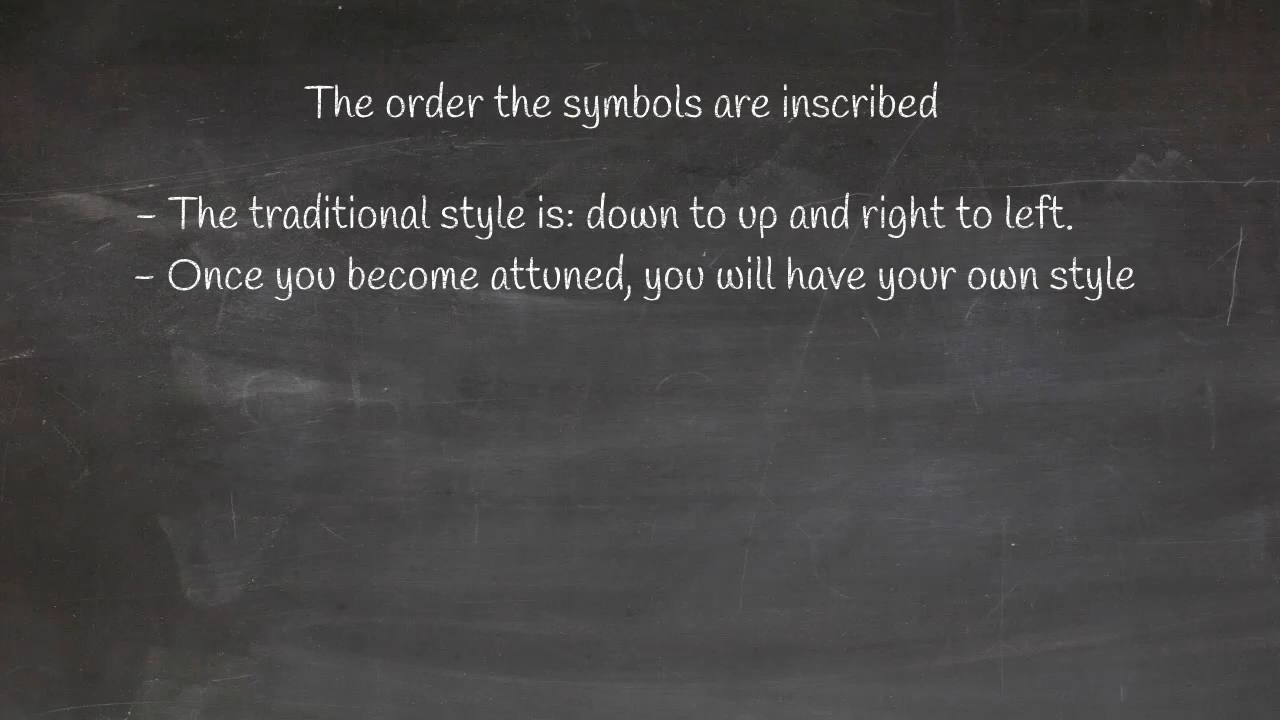 The order the symbols are inscribed
- The traditional style is: down to up and right to left.
- Once you become attuned, you will have your own style